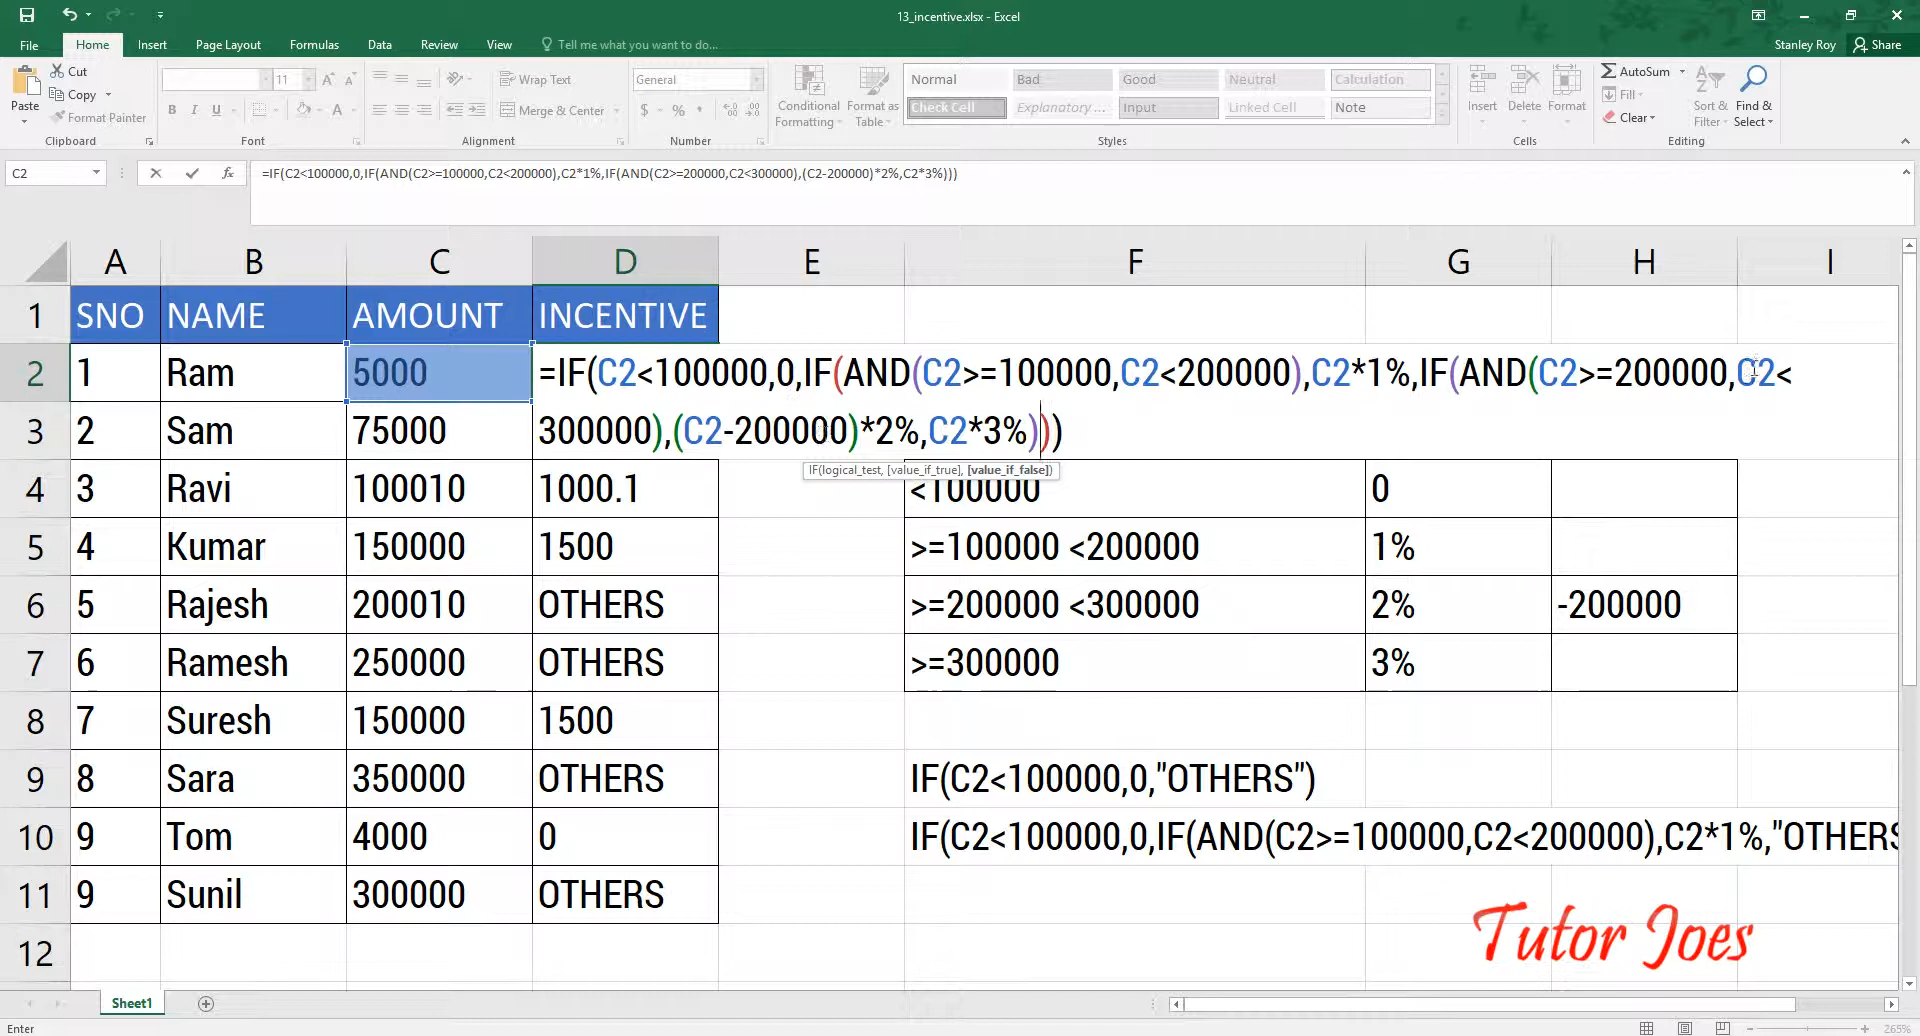 13_incentive.xlsx - Excel
File Home Insert Page Layout Formulas Data Review View Tell me what you want to do... Stanley Roy Share
Paste Cut Copy Format Painter Clipboard
11 B I U A Font
Wrap Text Merge & Center Alignment
General $ % Number
Conditional Formatting Format as Table
Normal Bad Good Neutral Calculation
Check Cell Explanatory ... Input Linked Cell Note
Styles
Insert Delete Format Cells
AutoSum Fill Clear Sort & Filter Find & Select Editing
C2 fx =IF(C2<100000,0,IF(AND(C2>=100000,C2<200000),C2*1%,IF(AND(C2>=200000,C2<300000),(C2-200000)*2%,C2*3%)))
A B C D E F G H I
1 SNO NAME AMOUNT INCENTIVE
2 1 Ram 5000 =IF(C2<100000,0,IF(AND(C2>=100000,C2<200000),C2*1%,IF(AND(C2>=200000,C2<
3 2 Sam 75000 300000),(C2-200000)*2%,C2*3%)))
IF(logical_test, [value_if_true], [value_if_false])
4 3 Ravi 100010 1000.1 <100000 0
5 4 Kumar 150000 1500 >=100000 <200000 1%
6 5 Rajesh 200010 OTHERS >=200000 <300000 2% -200000
7 6 Ramesh 250000 OTHERS >=300000 3%
8 7 Suresh 150000 1500
9 8 Sara 350000 OTHERS IF(C2<100000,0,"OTHERS")
10 9 Tom 4000 0 IF(C2<100000,0,IF(AND(C2>=100000,C2<200000),C2*1%,"OTHERS
11 9 Sunil 300000 OTHERS
12
Tutor Joes
Sheet1
Enter 265%